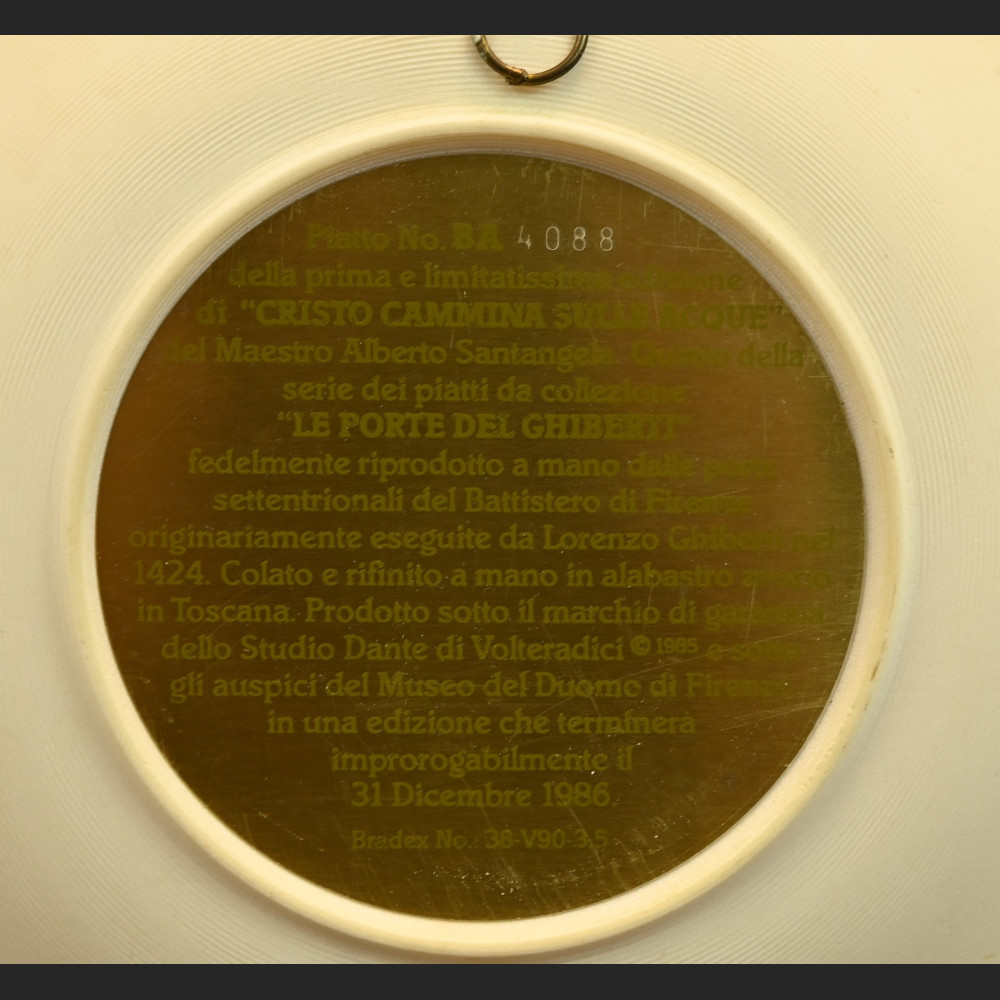 Piatto No. BA 4088
della prima e limitatissima edizione
di "CRISTO CAMMINA SULLE ACQUE"
del Maestro Alberto Santangela. Quinto della
serie dei piatti da collezione
"LE PORTE DEL GHIBERTI"
fedelmente riprodotto a mano dalle porte
settentrionali del Battistero di Firenze
originariamente eseguite da Lorenzo Ghiberti nel
1424. Colato e rifinito a mano in alabastro
in Toscana. Prodotto sotto il marchio di garanzia
dello Studio Dante di Volteradici © 1985 e sotto
gli auspici del Museo del Duomo di Firenze
in una edizione che terminerà
improrogabilmente il
31 Dicembre 1986.
Bradex No.: 38-V90-3.5